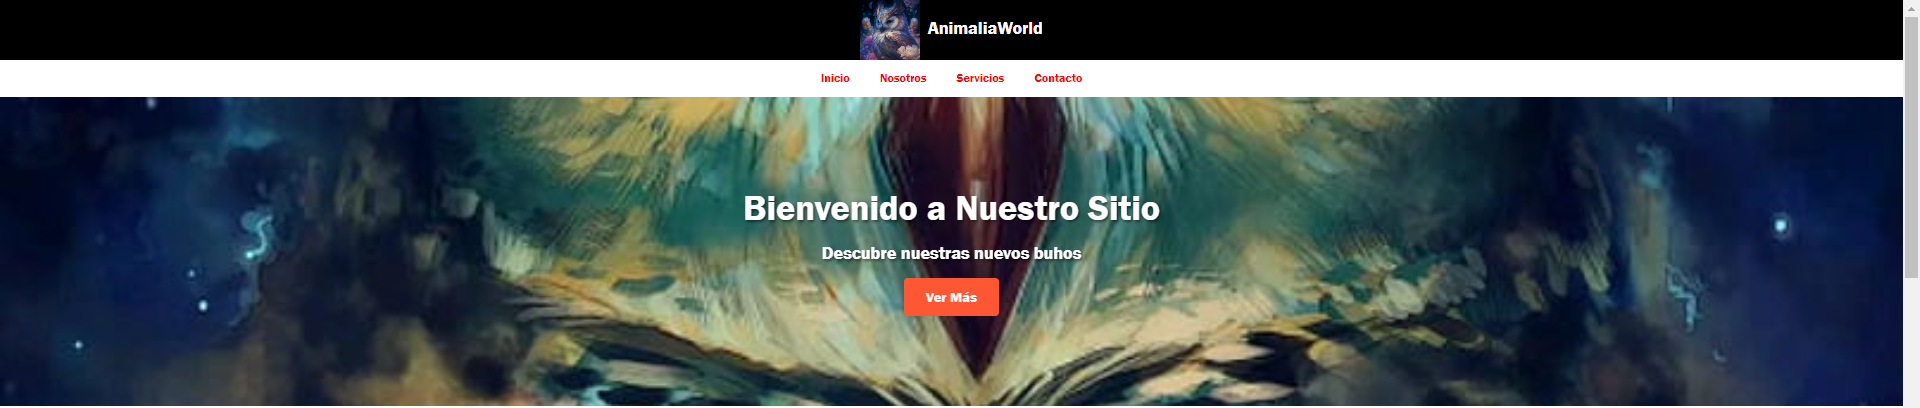 AnimaliaWorld
Inicio Nosotros Servicios Contacto
Bienvenido a Nuestro Sitio
Descubre nuestras nuevos buhos
Ver Más